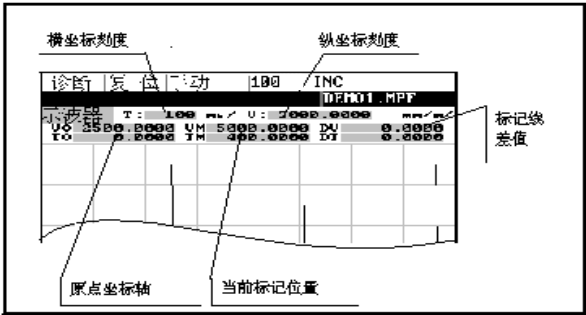 横坐标刻度 纵坐标刻度
诊断 复 位 手动 100 INC
DEMO1.MPF
示波器 T: 100 ms/ V: 2000.0000 mm/m
V0 2500.0000 VM 5000.0000 DV 0.0000
T0 0.0000 TM 400.0000 DT 0.0000
标记线
差值
原点坐标轴 当前标记位置